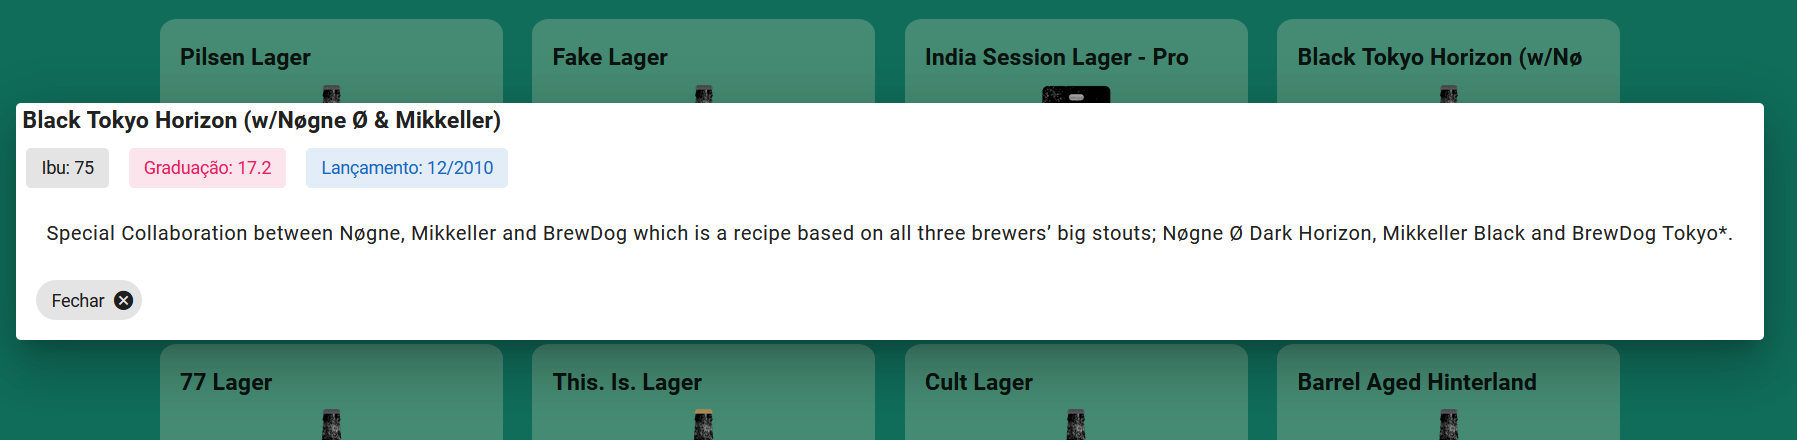 Pilsen Lager
Fake Lager
India Session Lager - Pro
Black Tokyo Horizon (w/Nø
Black Tokyo Horizon (w/Nøgne Ø & Mikkeller)
Ibu: 75
Graduação: 17.2
Lançamento: 12/2010
Special Collaboration between Nøgne, Mikkeller and BrewDog which is a recipe based on all three brewers’ big stouts; Nøgne Ø Dark Horizon, Mikkeller Black and BrewDog Tokyo*.
Fechar
77 Lager
This. Is. Lager
Cult Lager
Barrel Aged Hinterland